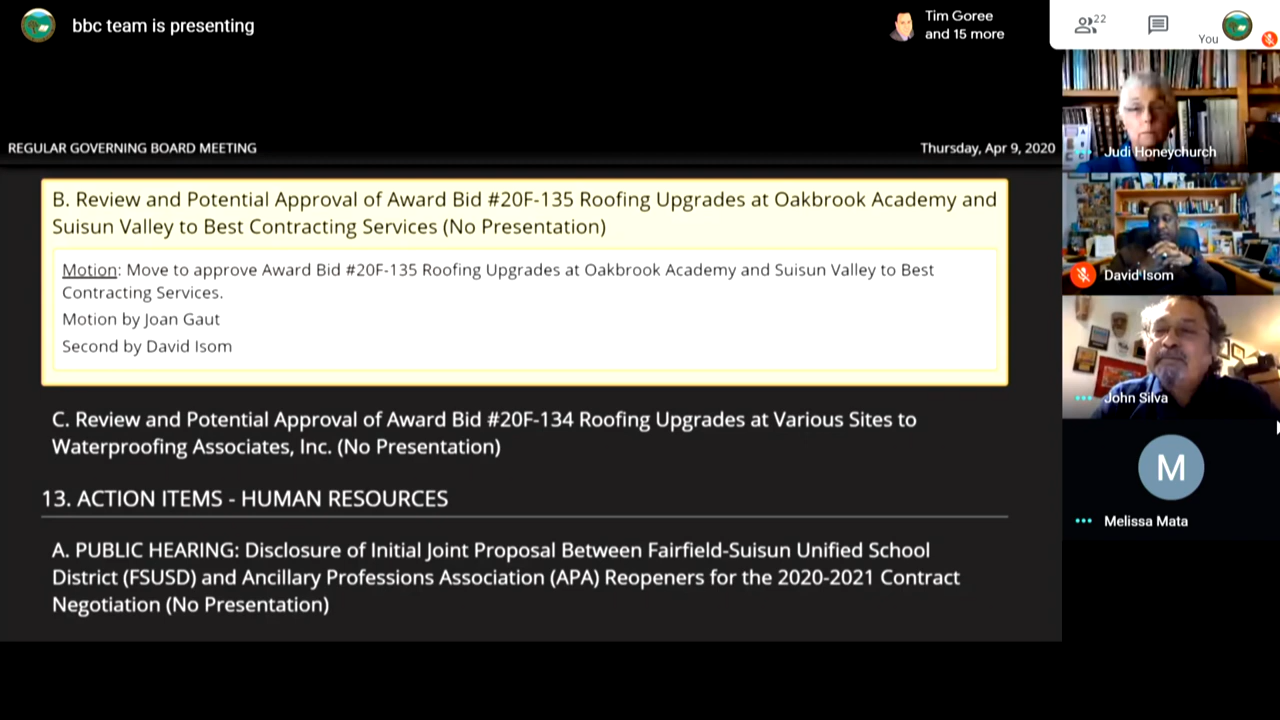 bbc team is presenting
Tim Goree
and 15 more
22
You
REGULAR GOVERNING BOARD MEETING
Thursday, Apr 9, 2020
B. Review and Potential Approval of Award Bid #20F-135 Roofing Upgrades at Oakbrook Academy and
Suisun Valley to Best Contracting Services (No Presentation)
Motion: Move to approve Award Bid #20F-135 Roofing Upgrades at Oakbrook Academy and Suisun Valley to Best
Contracting Services.
Motion by Joan Gaut
Second by David Isom
C. Review and Potential Approval of Award Bid #20F-134 Roofing Upgrades at Various Sites to
Waterproofing Associates, Inc. (No Presentation)
13. ACTION ITEMS - HUMAN RESOURCES
A. PUBLIC HEARING: Disclosure of Initial Joint Proposal Between Fairfield-Suisun Unified School
District (FSUSD) and Ancillary Professions Association (APA) Reopeners for the 2020-2021 Contract
Negotiation (No Presentation)
Judi Honeychurch
David Isom
John Silva
M
Melissa Mata